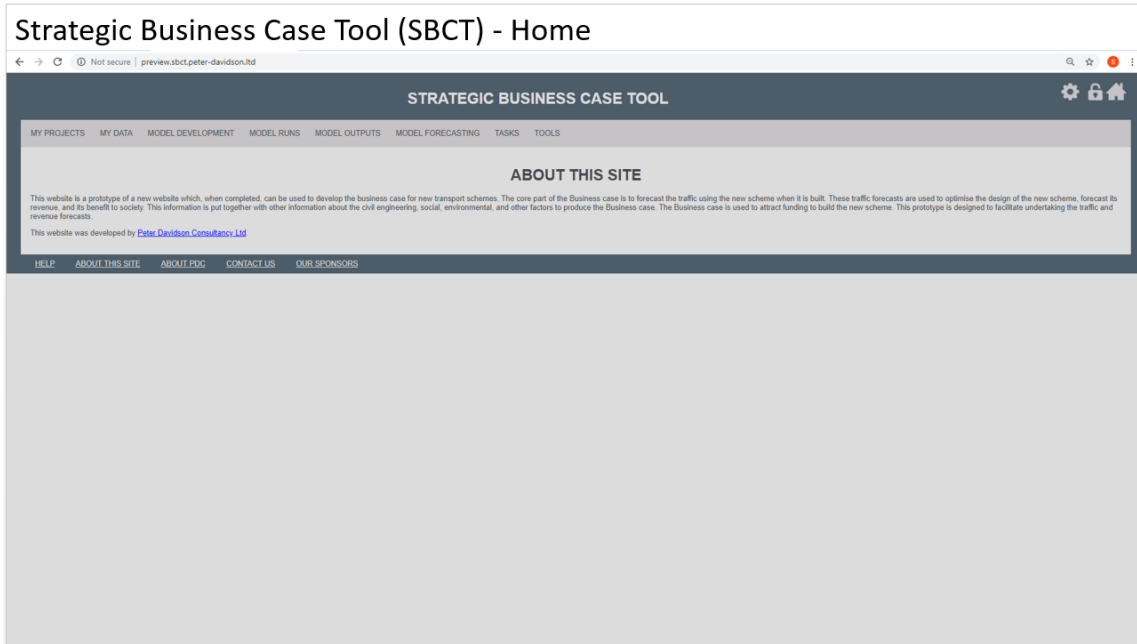 Strategic Business Case Tool (SBCT) - Home
Not secure | preview.sbct.peter-davidson.ltd
S
STRATEGIC BUSINESS CASE TOOL
MY PROJECTS MY DATA MODEL DEVELOPMENT MODEL RUNS MODEL OUTPUTS MODEL FORECASTING TASKS TOOLS
ABOUT THIS SITE
This website is a prototype of a new website which, when completed, can be used to develop the business case for new transport schemes. The core part of the Business case is to forecast the traffic using the new scheme when it is built. These traffic forecasts are used to optimise the design of the new scheme, forecast its
revenue, and its benefit to society. This information is put together with other information about the civil engineering, social, environmental, and other factors to produce the Business case. The Business case is used to attract funding to build the new scheme. This prototype is designed to facilitate undertaking the traffic and
revenue forecasts.
This website was developed by Peter Davidson Consultancy Ltd
HELP ABOUT THIS SITE ABOUT PDC CONTACT US OUR SPONSORS